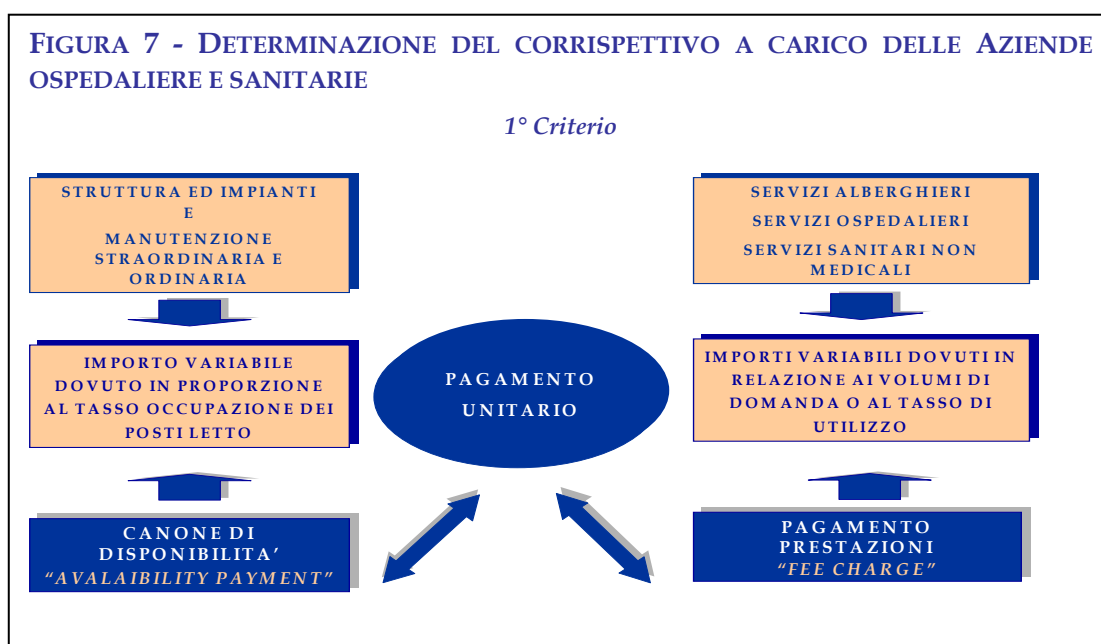 FIGURA 7 - DETERMINAZIONE DEL CORRISPETTIVO A CARICO DELLE AZIENDE
OSPEDALIERE E SANITARIE
1° Criterio
STRUTTURA ED IMPIANTI
E
MANUTENZIONE
STRAORDINARIA E
ORDINARIA
IMPORTO VARIABILE
DOVUTO IN PROPORZIONE
AL TASSO OCCUPAZIONE DEI
POSTI LETTO
CANONE DI
DISPONIBILITA'
"AVALAIBILITY PAYMENT"
PAGAMENTO
UNITARIO
SERVIZI ALBERGHIERI
SERVIZI OSPEDALIERI
SERVIZI SANITARI NON
MEDICALI
IMPORTI VARIABILI DOVUTI IN
RELAZIONE AI VOLUMI DI
DOMANDA O AL TASSO DI
UTILIZZO
PAGAMENTO
PRESTAZIONI
"FEE CHARGE"